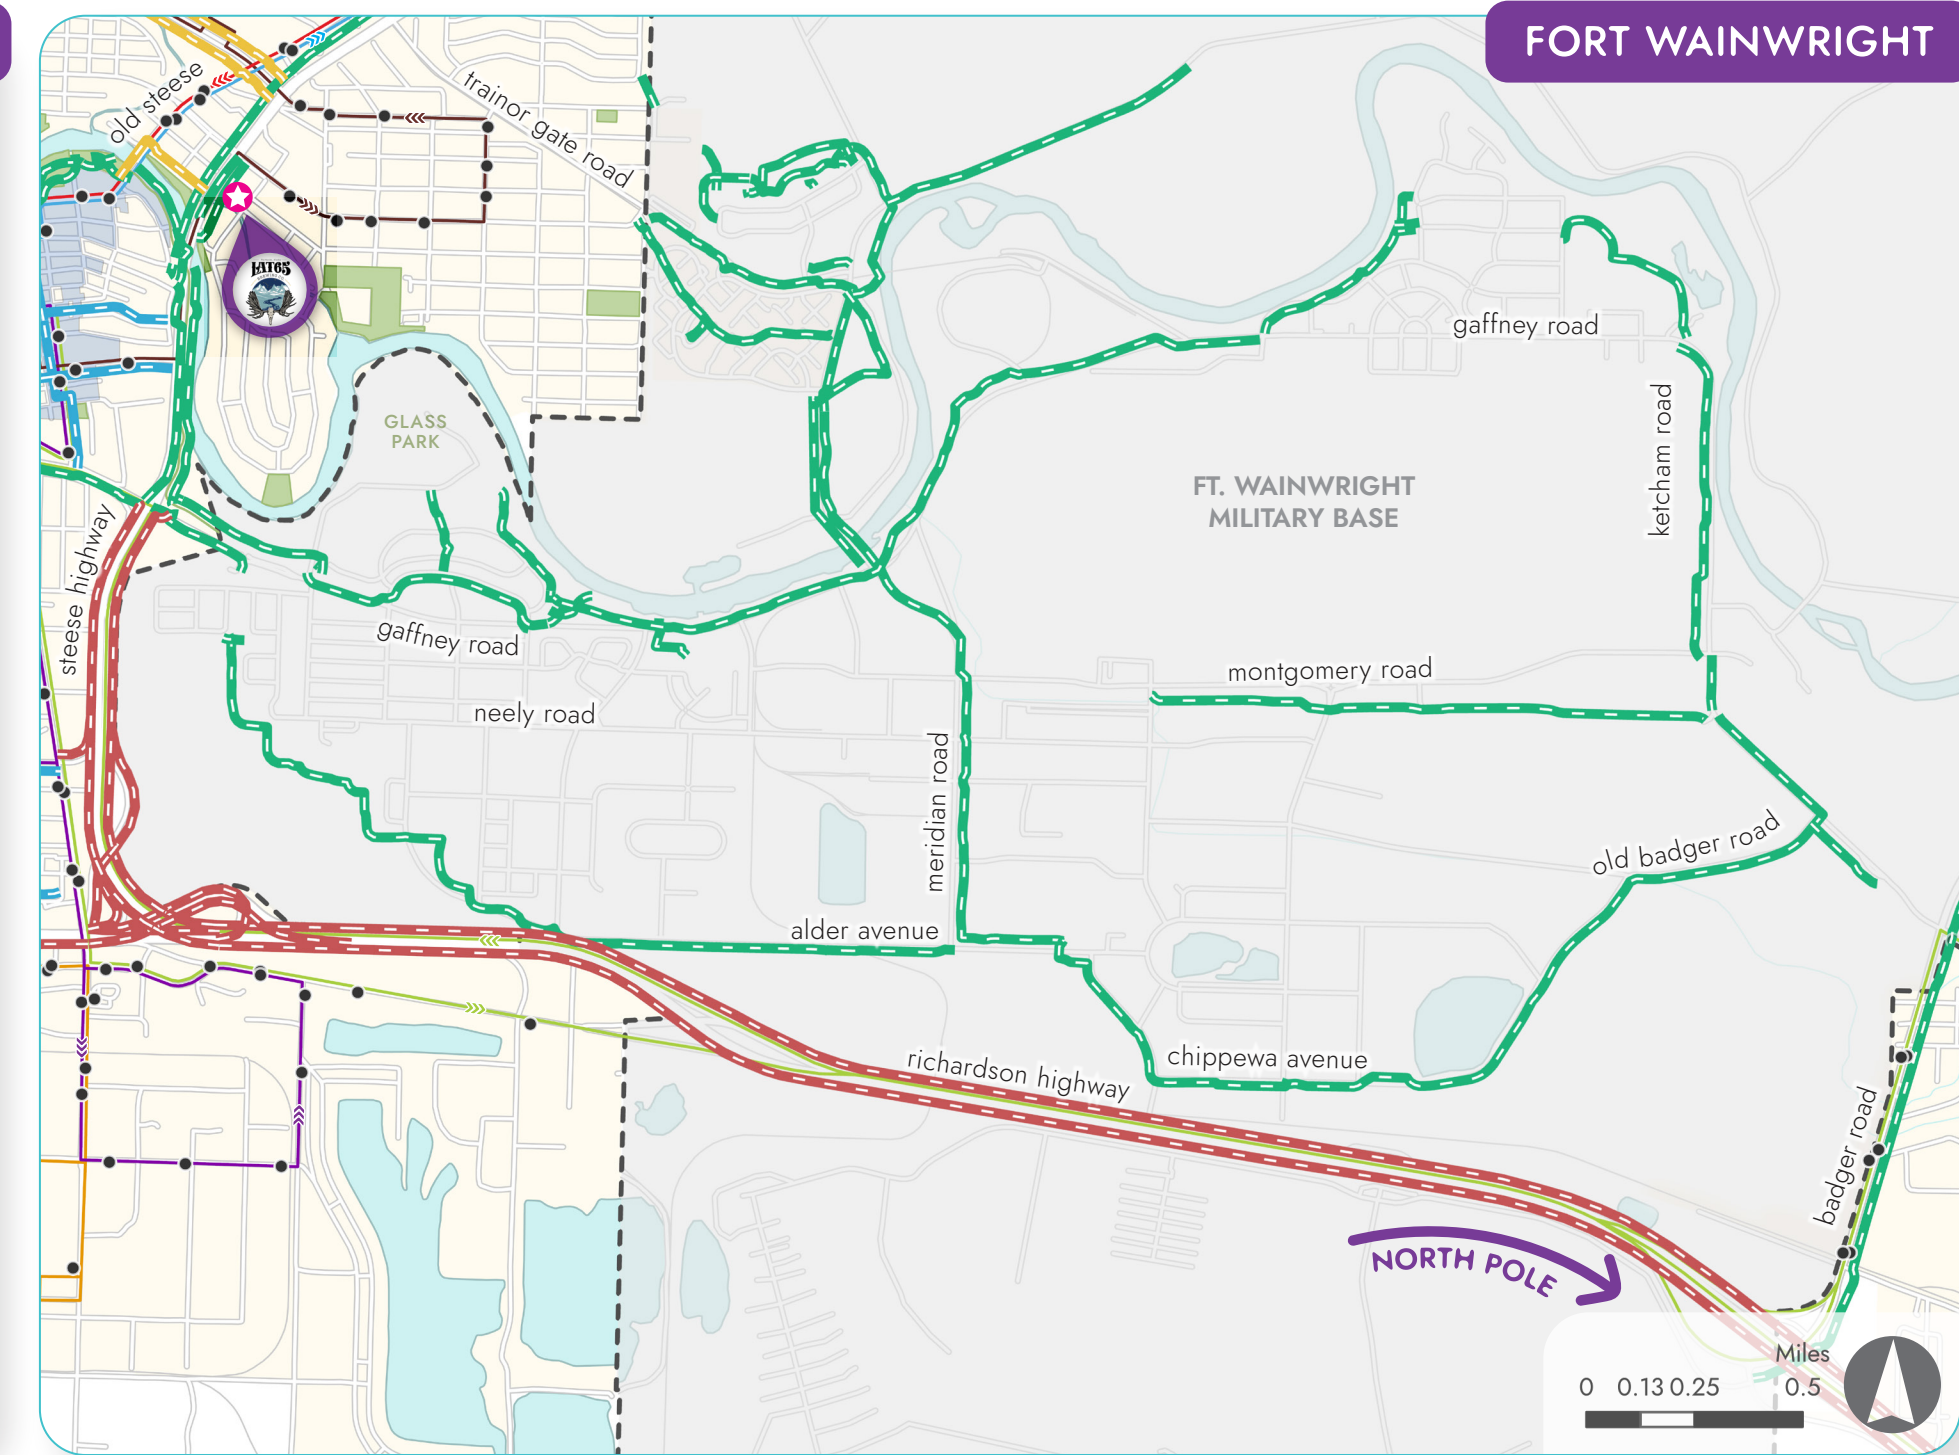 FORT WAINWRIGHT
old steese
trainor gate road
LAT65
GLASS
PARK
gaffney road
ketcham road
FT. WAINWRIGHT
MILITARY BASE
steese highway
gaffney road
montgomery road
neely road
meridian road
old badger road
alder avenue
richardson highway
chippewa avenue
badger road
NORTH POLE
Miles
0 0.13 0.25 0.5